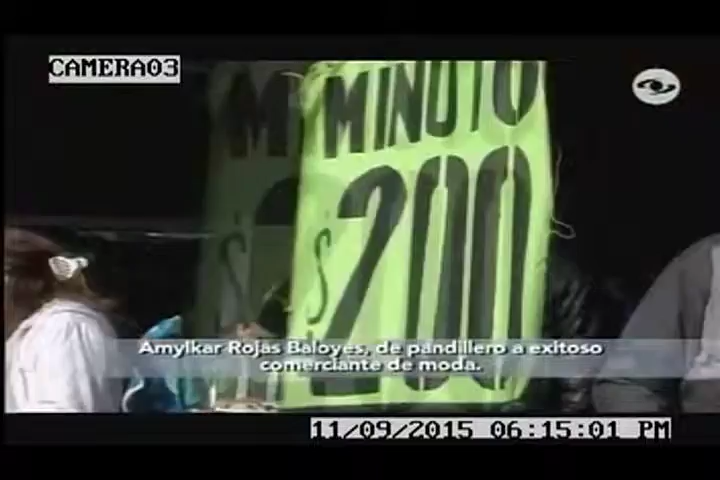 CAMERA03
MINUTO
$200
Amylkar Rojas Baloyes, de pandillero a exitoso
comerciante de moda.
11/09/2015 06:15:01 PM